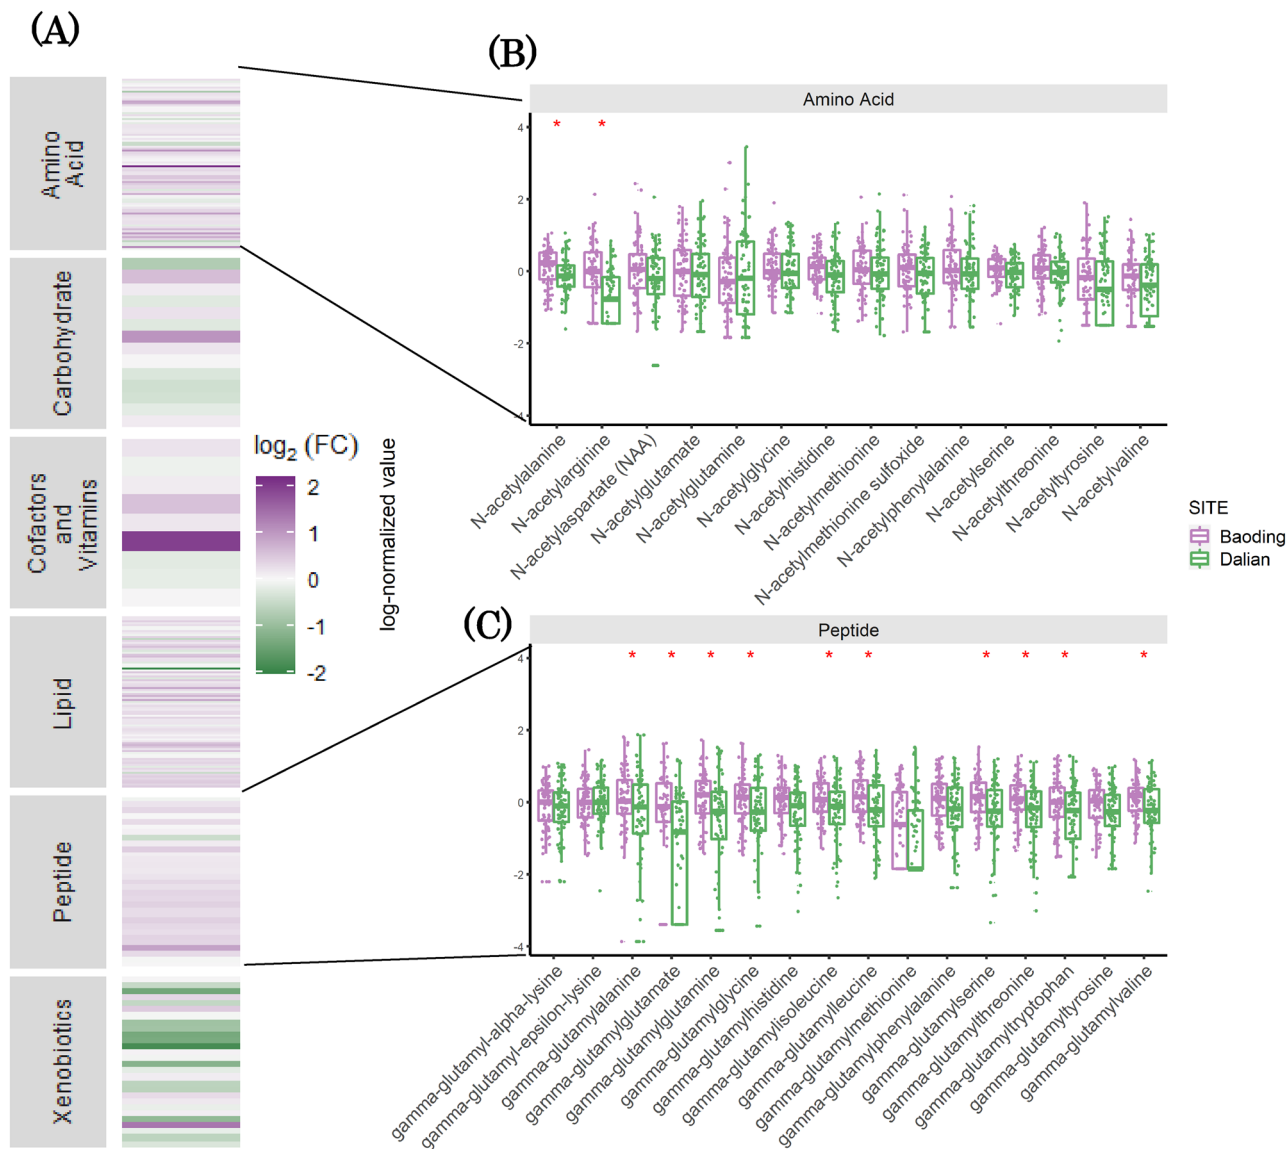 (A)
Amino
Acid
Carbohydrate
Cofactors
and
Vitamins
Lipid
Peptide
Xenobiotics
log2 (FC)
2
1
0
-1
-2
log-normalized value
(B)
Amino Acid
* *
4
2
0
-2
-4
N-acetylalanine
N-acetylarginine
N-acetylaspartate (NAA)
N-acetylglutamate
N-acetylglutamine
N-acetylglycine
N-acetylhistidine
N-acetylmethionine
N-acetylmethionine sulfoxide
N-acetylphenylalanine
N-acetylserine
N-acetylthreonine
N-acetyltyrosine
N-acetylvaline
SITE
Baoding
Dalian
(C)
Peptide
* * * * * * * * * *
4
2
0
-2
-4
gamma-glutamyl-alpha-lysine
gamma-glutamyl-epsilon-lysine
gamma-glutamylalanine
gamma-glutamylglutamate
gamma-glutamylglutamine
gamma-glutamylglycine
gamma-glutamylhistidine
gamma-glutamylisoleucine
gamma-glutamylleucine
gamma-glutamylmethionine
gamma-glutamylphenylalanine
gamma-glutamylserine
gamma-glutamylthreonine
gamma-glutamyltryptophan
gamma-glutamyltyrosine
gamma-glutamylvaline